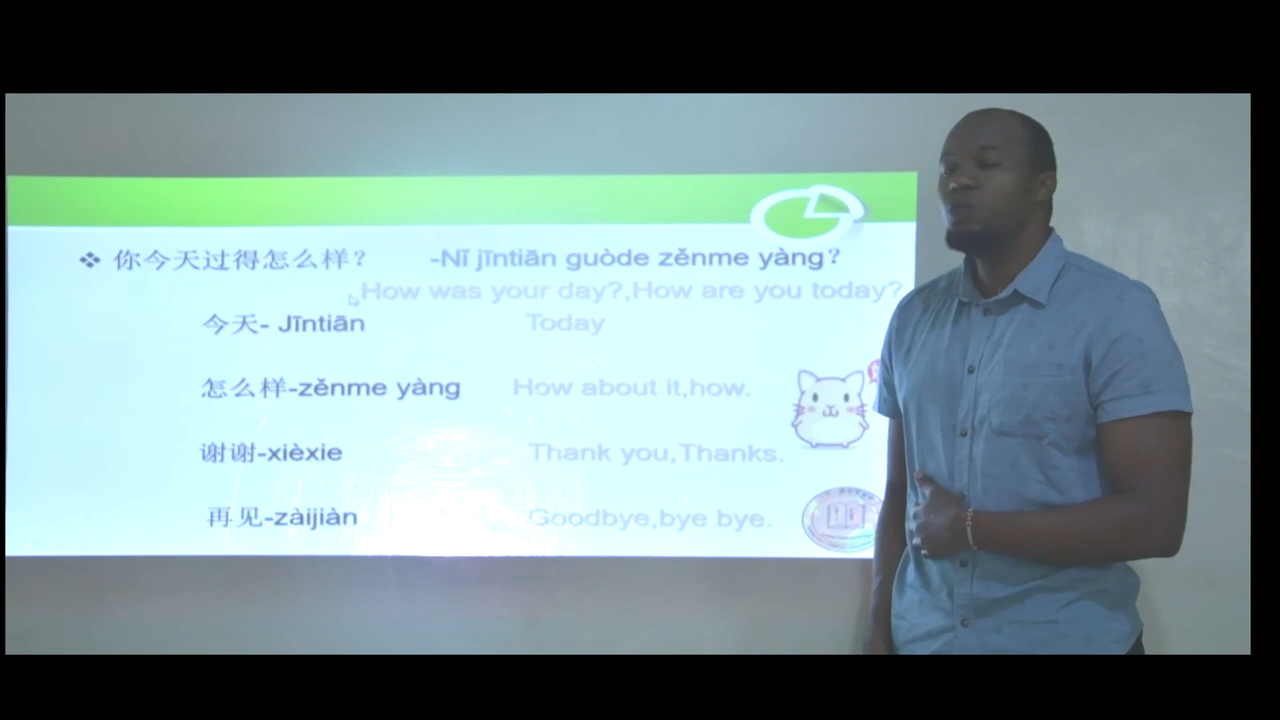 ❖ 你今天过得怎么样？ -Nǐ jīntiān guòde zěnme yàng?
How was your day?,How are you today?
今天- Jīntiān Today
怎么样-zěnme yàng How about it,how.
谢谢-xièxie Thank you,Thanks.
再见-zàijiàn Goodbye,bye bye.